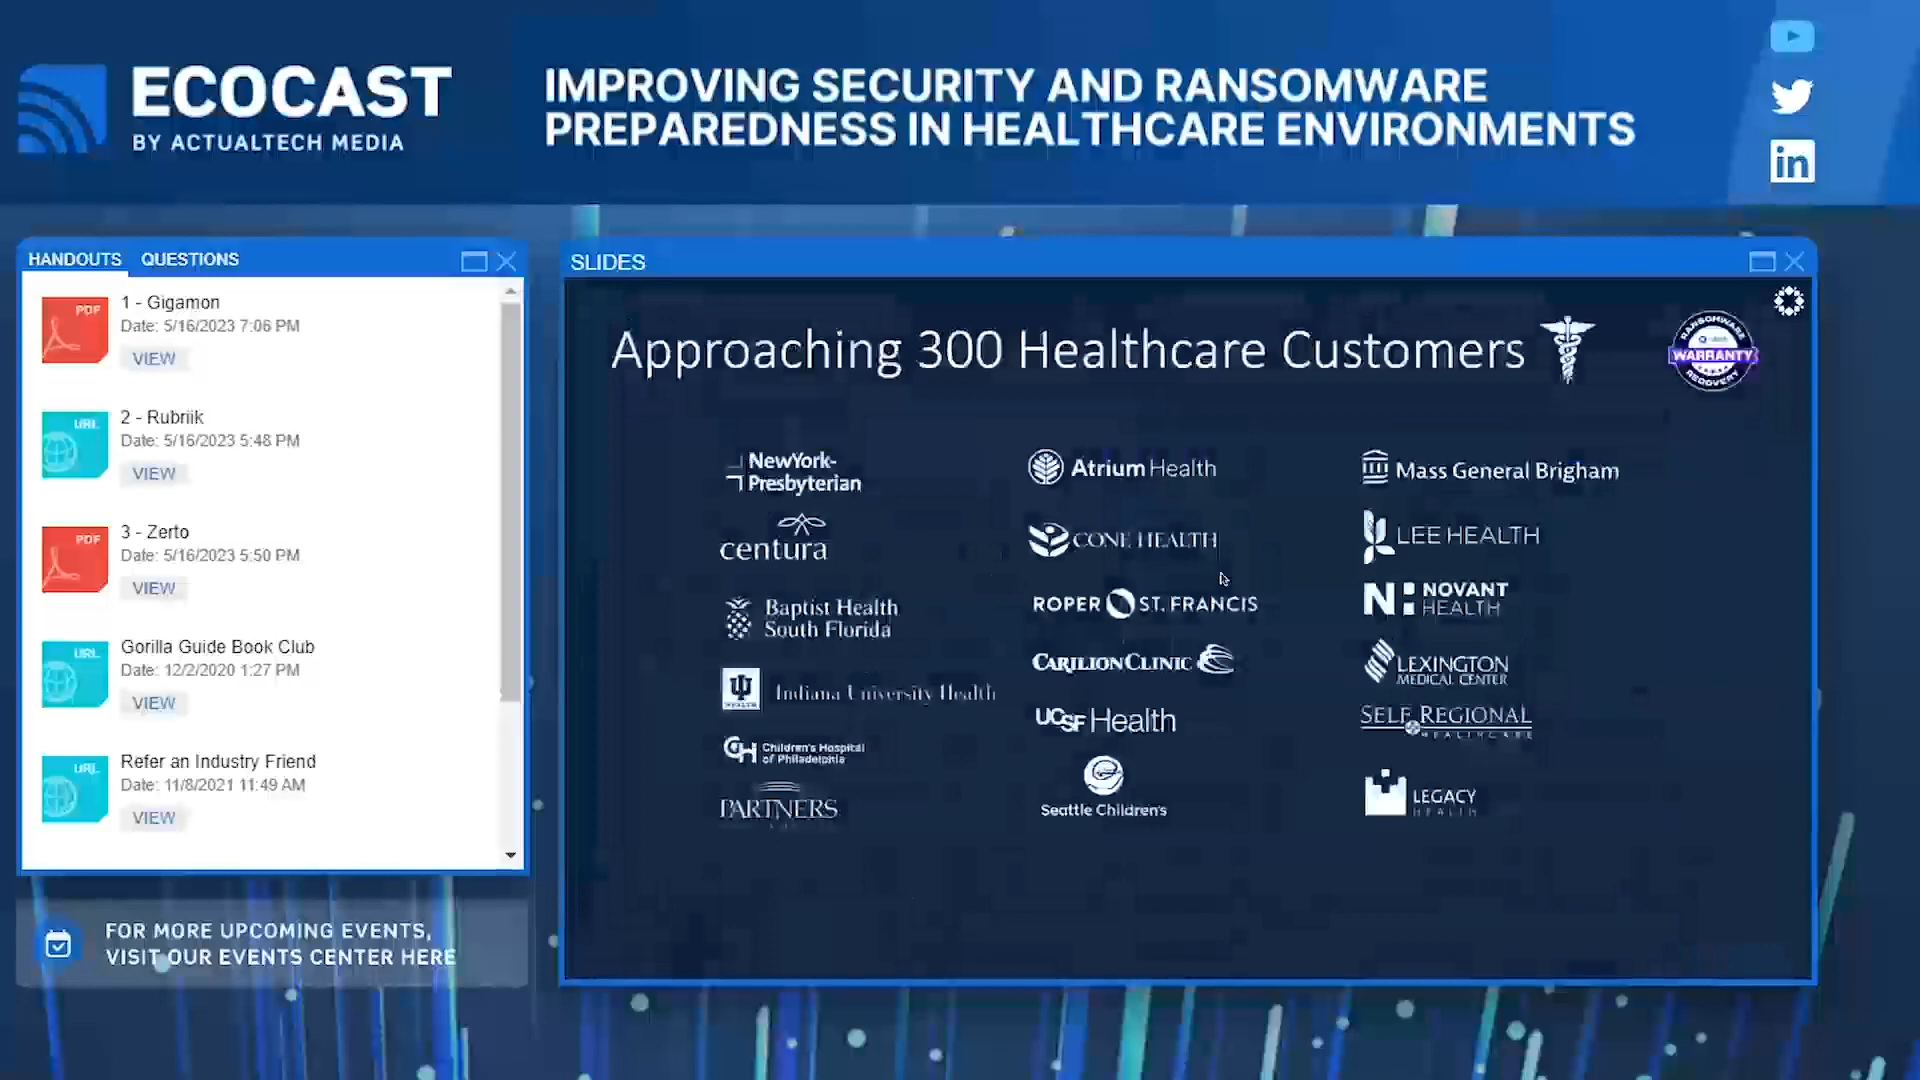 ECOCAST
BY ACTUALTECH MEDIA
IMPROVING SECURITY AND RANSOMWARE
PREPAREDNESS IN HEALTHCARE ENVIRONMENTS
in
HANDOUTS QUESTIONS
PDF
1 - Gigamon
Date: 5/16/2023 7:06 PM
VIEW
URL
2 - Rubriik
Date: 5/16/2023 5:48 PM
VIEW
PDF
3 - Zerto
Date: 5/16/2023 5:50 PM
VIEW
URL
Gorilla Guide Book Club
Date: 12/2/2020 1:27 PM
VIEW
URL
Refer an Industry Friend
Date: 11/8/2021 11:49 AM
VIEW
FOR MORE UPCOMING EVENTS,
VISIT OUR EVENTS CENTER HERE
SLIDES
Approaching 300 Healthcare Customers
RANSOMWARE
WARRANTY
RECOVERY
NewYork-
Presbyterian
centura
Baptist Health
South Florida
Indiana University Health
Children's Hospital
of Philadelphia
PARTNERS
Atrium Health
CONE HEALTH
ROPER ST. FRANCIS
CARILION CLINIC
UCSF Health
Seattle Children's
Mass General Brigham
LEE HEALTH
N NOVANT
HEALTH
LEXINGTON
MEDICAL CENTER
SELF REGIONAL
HEALTHCARE
LEGACY
HEALTH